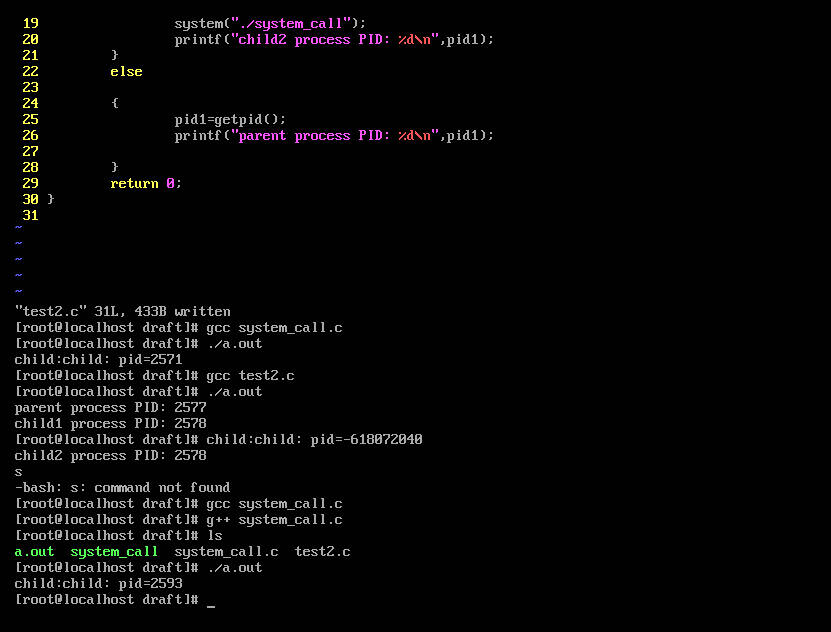 19 system("./system_call");
20 printf("child2 process PID: %d\n",pid1);
21 }
22 else
23
24 {
25 pid1=getpid();
26 printf("parent process PID: %d\n",pid1);
27
28 }
29 return 0;
30 }
31
~
~
~
~
~
"test2.c" 31L, 433B written
[root@localhost draft]# gcc system_call.c
[root@localhost draft]# ./a.out
child:child: pid=2571
[root@localhost draft]# gcc test2.c
[root@localhost draft]# ./a.out
parent process PID: 2577
child1 process PID: 2578
[root@localhost draft]# child:child: pid=-618072040
child2 process PID: 2578
s
-bash: s: command not found
[root@localhost draft]# gcc system_call.c
[root@localhost draft]# g++ system_call.c
[root@localhost draft]# ls
a.out system_call system_call.c test2.c
[root@localhost draft]# ./a.out
child:child: pid=2593
[root@localhost draft]# _